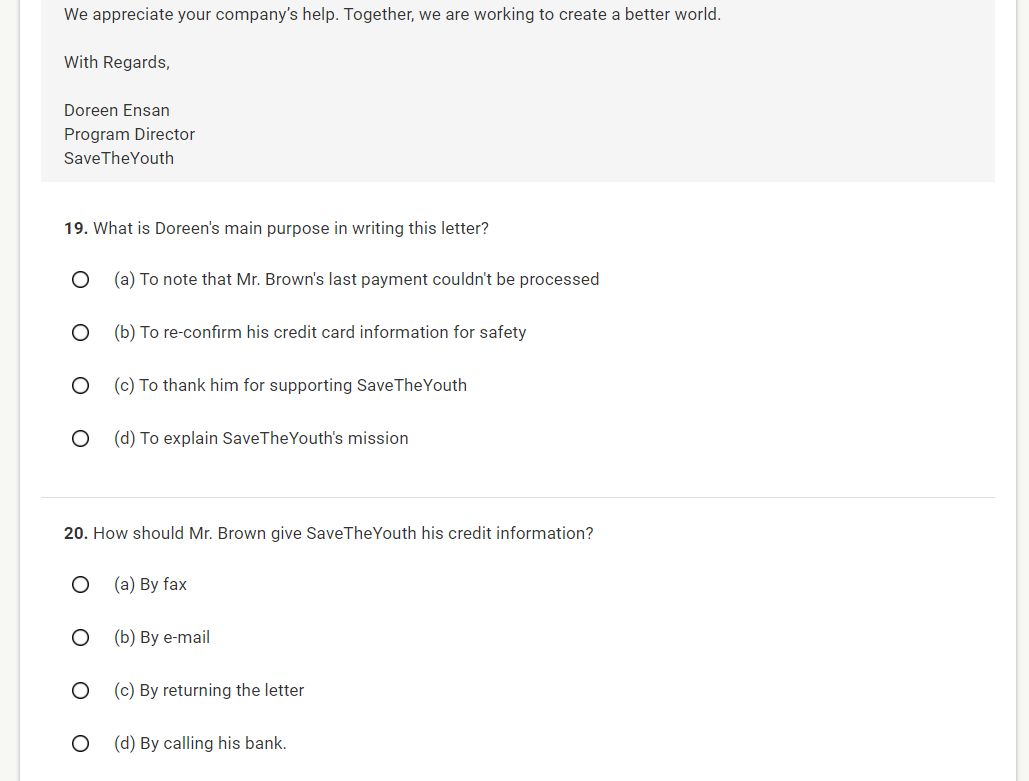 We appreciate your company’s help. Together, we are working to create a better world.
With Regards,
Doreen Ensan
Program Director
SaveTheYouth
19. What is Doreen's main purpose in writing this letter?
(a) To note that Mr. Brown's last payment couldn't be processed
(b) To re-confirm his credit card information for safety
(c) To thank him for supporting SaveTheYouth
(d) To explain SaveTheYouth's mission
20. How should Mr. Brown give SaveTheYouth his credit information?
(a) By fax
(b) By e-mail
(c) By returning the letter
(d) By calling his bank.